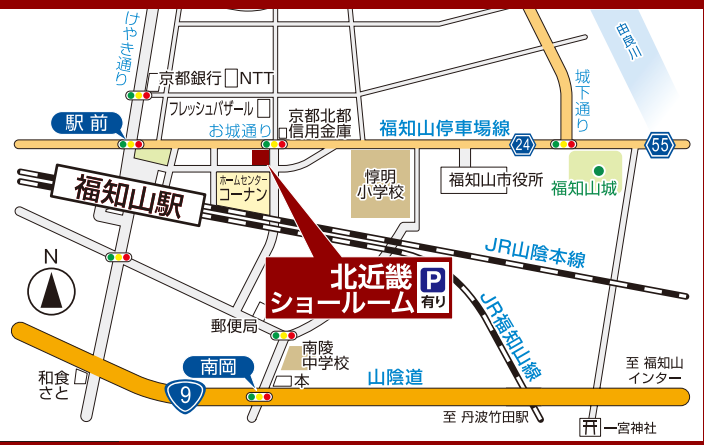 けやき通り
京都銀行
NTT
由良川
城下通り
フレッシュバザール
駅前
お城通り
京都北都
信用金庫
福知山停車場線
24
55
福知山駅
ホームセンター
コーナン
惇明
小学校
福知山市役所
福知山城
N
北近畿
ショールーム
P
有り
JR山陰本線
JR福知山線
郵便局
南陵
中学校
本
和食
さと
9
南岡
山陰道
至 福知山
インター
至 丹波竹田駅
一宮神社